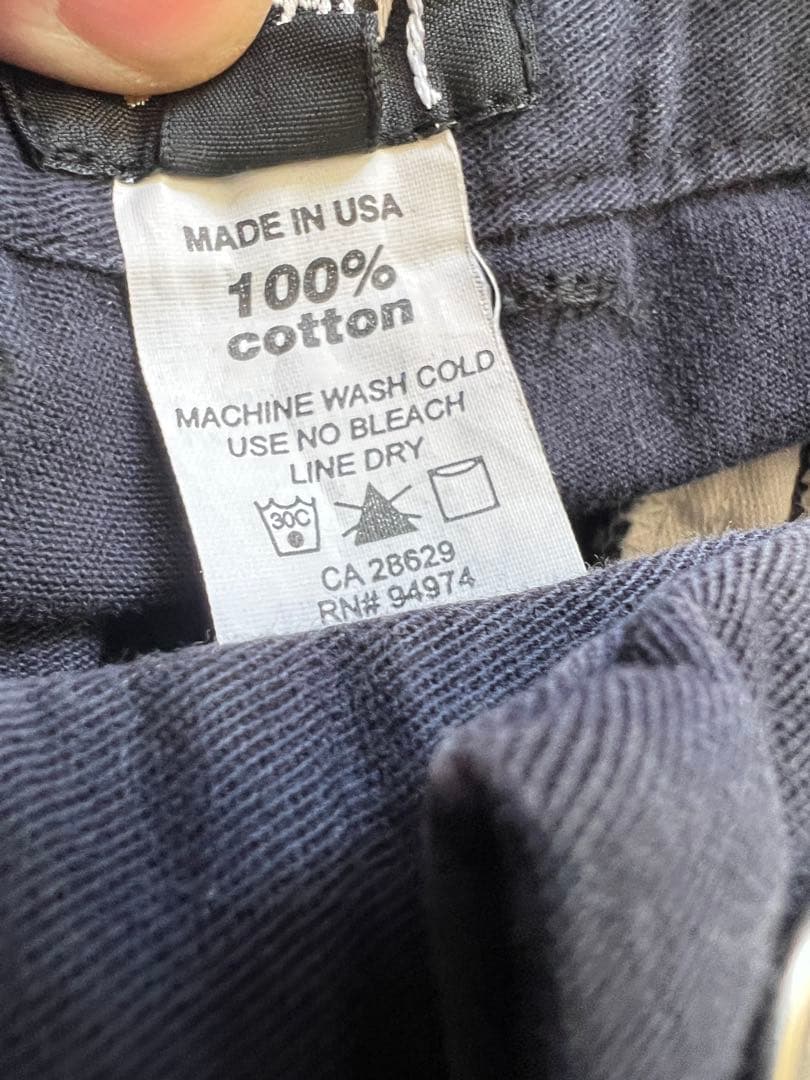 MADE IN USA
100%
cotton
MACHINE WASH COLD
USE NO BLEACH
LINE DRY
30C
CA 28629
RN# 94974